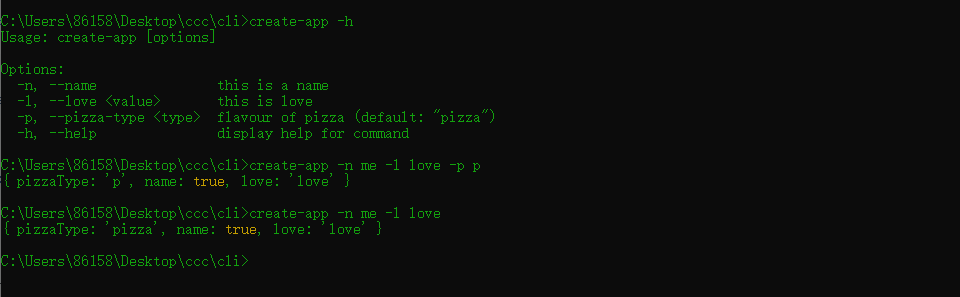 C:\Users\86158\Desktop\ccc\cli>create-app -h
Usage: create-app [options]
Options:
-n, --name this is a name
-l, --love <value> this is love
-p, --pizza-type <type> flavour of pizza (default: "pizza")
-h, --help display help for command
C:\Users\86158\Desktop\ccc\cli>create-app -n me -l love -p p
{ pizzaType: 'p', name: true, love: 'love' }
C:\Users\86158\Desktop\ccc\cli>create-app -n me -l love
{ pizzaType: 'pizza', name: true, love: 'love' }
C:\Users\86158\Desktop\ccc\cli>